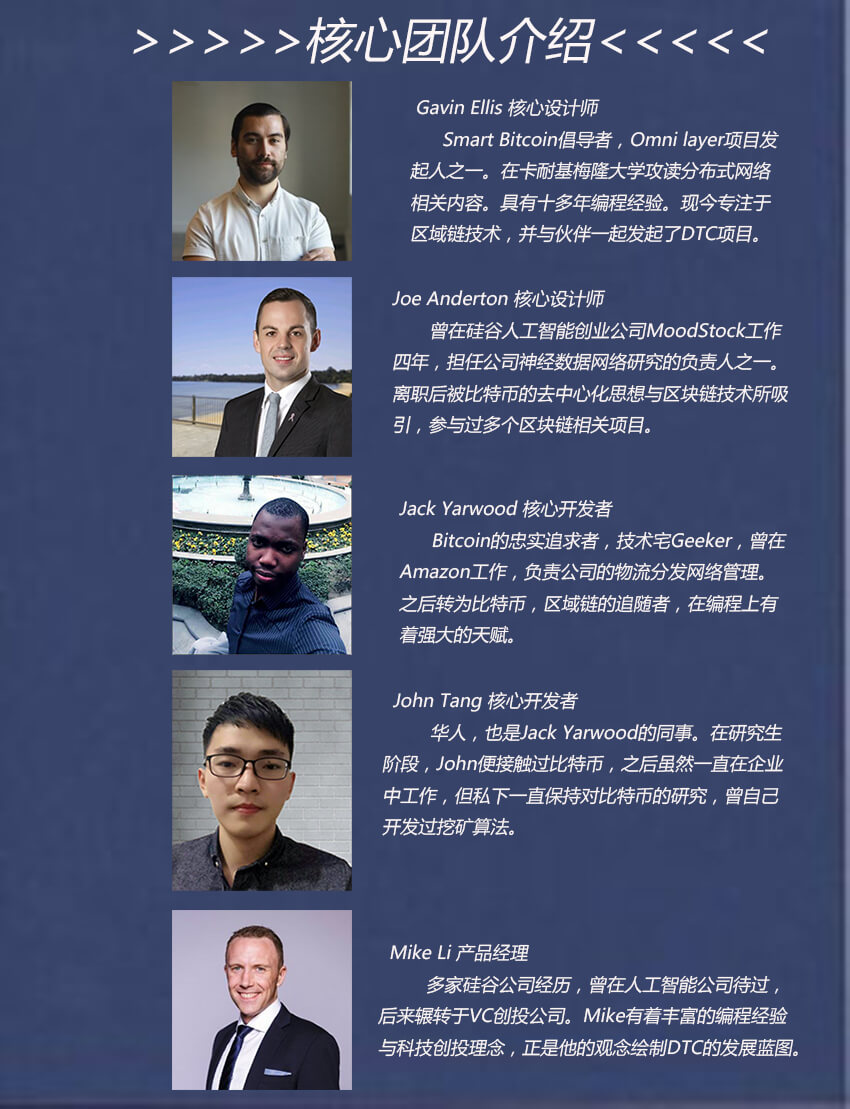 >>>>>核心团队介绍<<<<<
Gavin Ellis 核心设计师
Smart Bitcoin倡导者，Omni layer项目发
起人之一。在卡耐基梅隆大学攻读分布式网络
相关内容。具有十多年编程经验。现今专注于
区域链技术，并与伙伴一起发起了DTC项目。
Joe Anderton 核心设计师
曾在硅谷人工智能创业公司MoodStock工作
四年，担任公司神经数据网络研究的负责人之一。
离职后被比特币的去中心化思想与区块链技术所吸
引，参与过多个区块链相关项目。
Jack Yarwood 核心开发者
Bitcoin的忠实追求者，技术宅Geeker，曾在
Amazon工作，负责公司的物流分发网络管理。
之后转为比特币，区域链的追随者，在编程上有
着强大的天赋。
John Tang 核心开发者
华人，也是Jack Yarwood的同事。在研究生
阶段，John便接触过比特币，之后虽然一直在企业
中工作，但私下一直保持对比特币的研究，曾自己
开发过挖矿算法。
Mike Li 产品经理
多家硅谷公司经历，曾在人工智能公司待过，
后来辗转于VC创投公司。Mike有着丰富的编程经验
与科技创投理念，正是他的观念绘制DTC的发展蓝图。